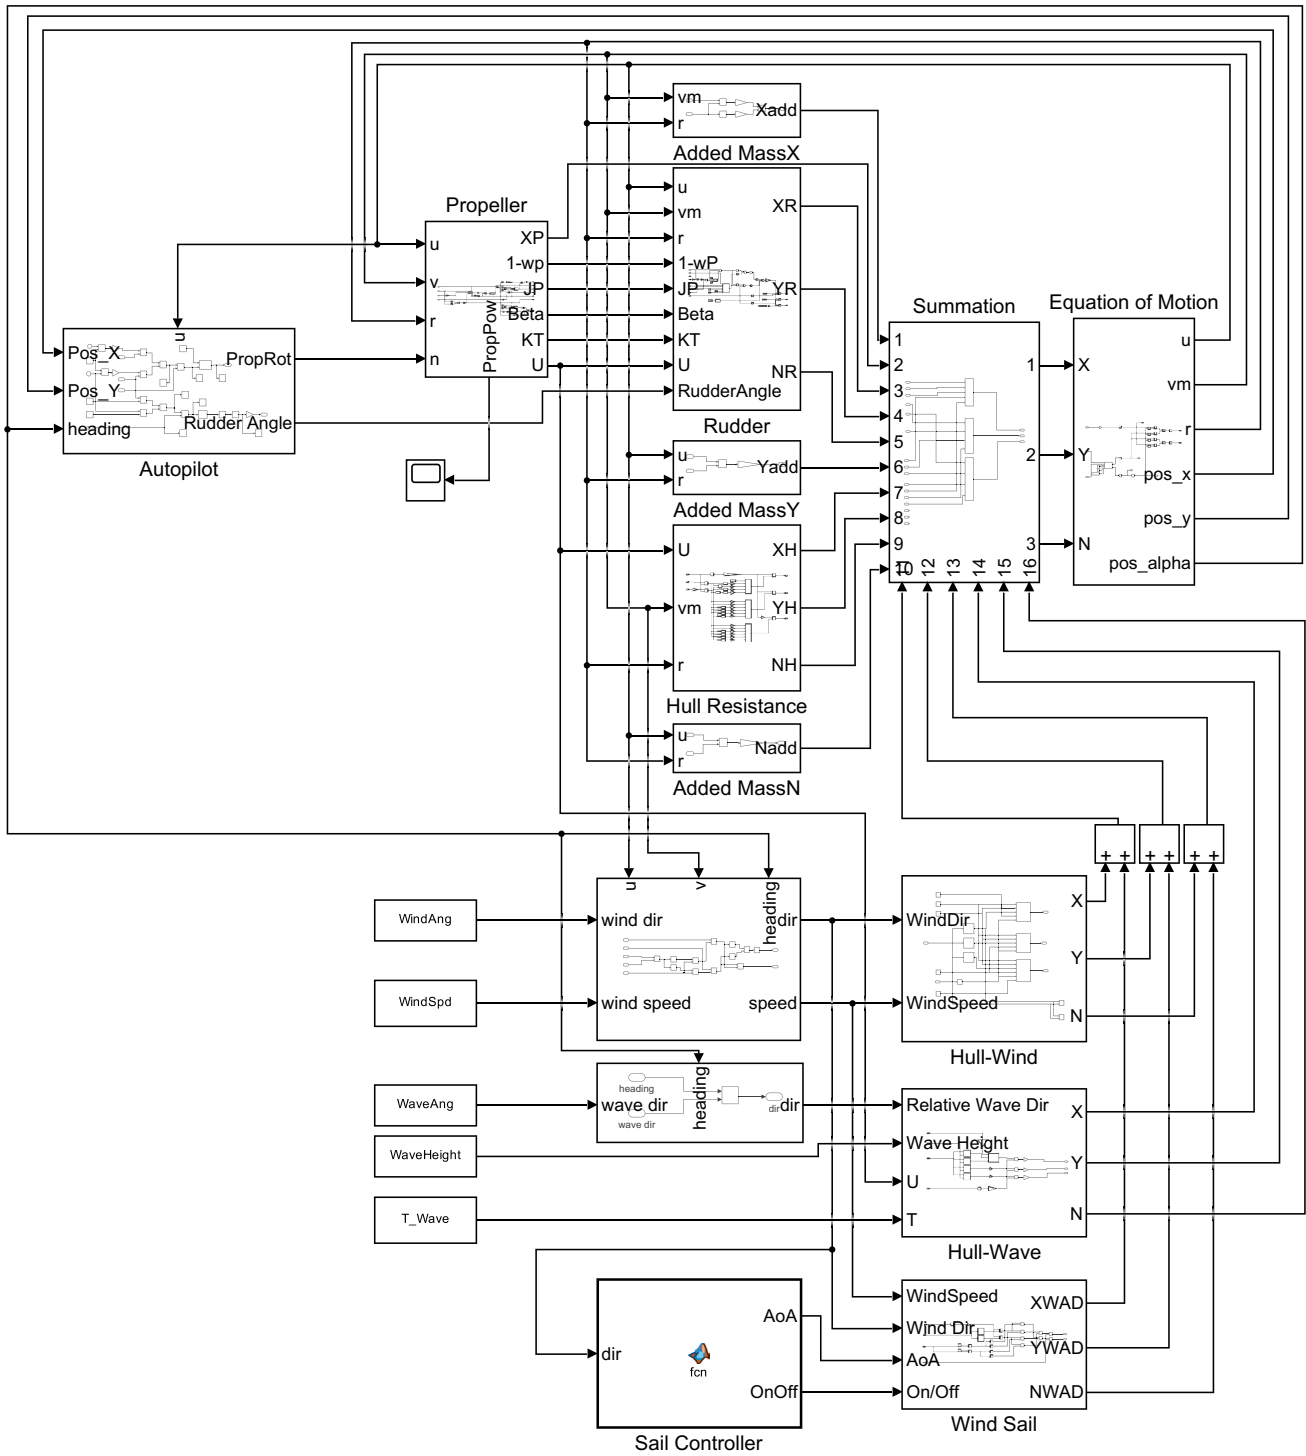 vm
r
Xadd
Added MassX
Propeller
u
v
r
n
XP
1-wp
JP
Beta
KT
U
PropPow
u
vm
r
1-wP
JP
Beta
KT
U
RudderAngle
XR
YR
NR
Rudder
u
Pos_X
Pos_Y
heading
PropRot
Rudder Angle
Autopilot
Summation
1
2
3
4
5
6
7
8
9
10
11
12
13
14
15
16
1
2
3
Equation of Motion
X
Y
N
u
vm
r
pos_x
pos_y
pos_alpha
u
r
Yadd
Added MassY
U
vm
r
XH
YH
NH
Hull Resistance
u
r
Nadd
Added MassN
+ +
+ +
+ +
WindAng
WindSpd
u
v
heading
wind dir
wind speed
dir
speed
WindDir
WindSpeed
X
Y
N
Hull-Wind
WaveAng
WaveHeight
T_Wave
heading
wave dir
heading
wave dir
dir
dir
Relative Wave Dir
Wave Height
U
T
X
Y
N
Hull-Wave
dir
fcn
AoA
OnOff
Sail Controller
WindSpeed
Wind Dir
AoA
On/Off
XWAD
YWAD
NWAD
Wind Sail